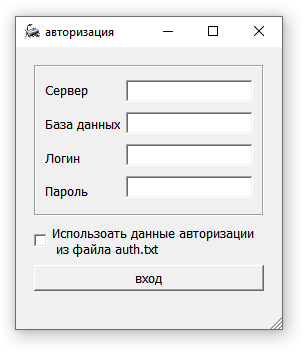 авторизация
Сервер
База данных
Логин
Пароль
Использоать данные авторизации
из файла auth.txt
вход